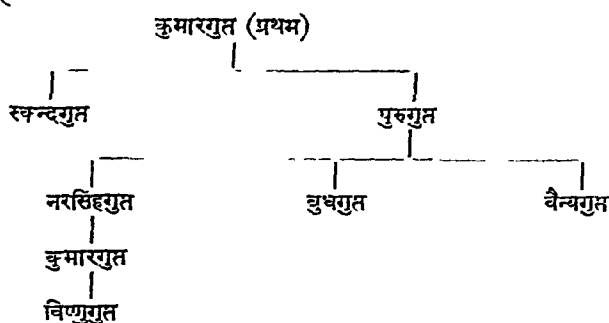 कुमारगुप्त (प्रथम)
स्कन्दगुप्त पुरुगुप्त
नरसिंहगुप्त बुधगुप्त वैन्यगुप्त
कुमारगुप्त
विष्णुगुप्त